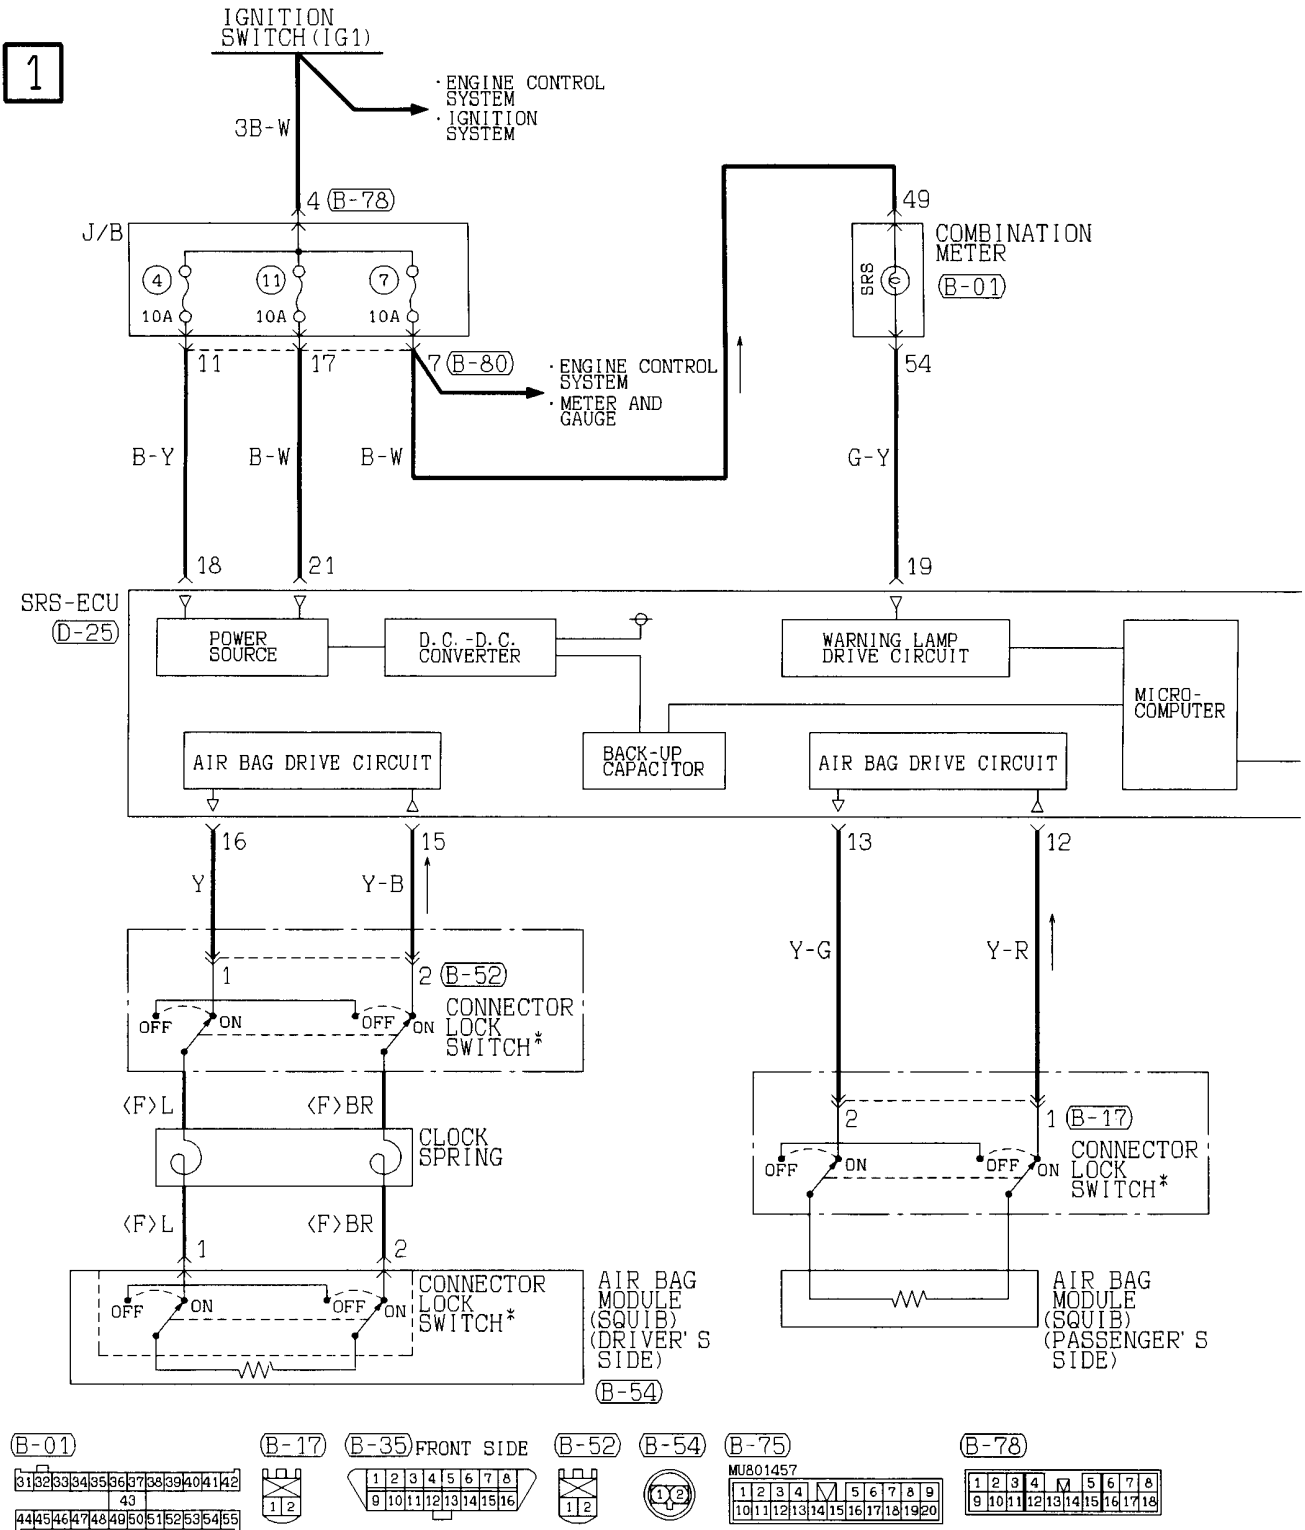 IGNITION
SWITCH(IG1)
1
· ENGINE CONTROL
SYSTEM
· IGNITION
SYSTEM
3B-W
4 (B-78)
49
J/B
COMBINATION
METER
(B-01)
4 11 7
SRS
10A 10A 10A
11 17 7 (B-80)
54
· ENGINE CONTROL
SYSTEM
· METER AND
GAUGE
B-Y B-W B-W G-Y
18 21 19
SRS-ECU
(D-25)
POWER
SOURCE
D.C.-D.C.
CONVERTER
WARNING LAMP
DRIVE CIRCUIT
MICRO-
COMPUTER
AIR BAG DRIVE CIRCUIT
BACK-UP
CAPACITOR
AIR BAG DRIVE CIRCUIT
16 15 13 12
Y Y-B
Y-G Y-R
1 2 (B-52)
CONNECTOR
LOCK
SWITCH*
OFF ON OFF ON
<F>L <F>BR
2 1 (B-17)
CLOCK
SPRING
CONNECTOR
LOCK
SWITCH*
OFF ON OFF ON
<F>L <F>BR
1 2
CONNECTOR
LOCK
SWITCH*
OFF ON OFF ON
AIR BAG
MODULE
(SQUIB)
(DRIVER'S
SIDE)
(B-54)
AIR BAG
MODULE
(SQUIB)
(PASSENGER'S
SIDE)
(B-01) (B-17) (B-35) FRONT SIDE (B-52) (B-54) (B-75) (B-78)
MU801457
31 32 33 34 35 36 37 38 39 40 41 42
43
44 45 46 47 48 49 50 51 52 53 54 55
1 2
1 2 3 4 5 6 7 8
9 10 11 12 13 14 15 16
1 2
1 2
1 2 3 4 5 6 7 8 9
10 11 12 13 14 15 16 17 18 19 20
1 2 3 4 5 6 7 8
9 10 11 12 13 14 15 16 17 18